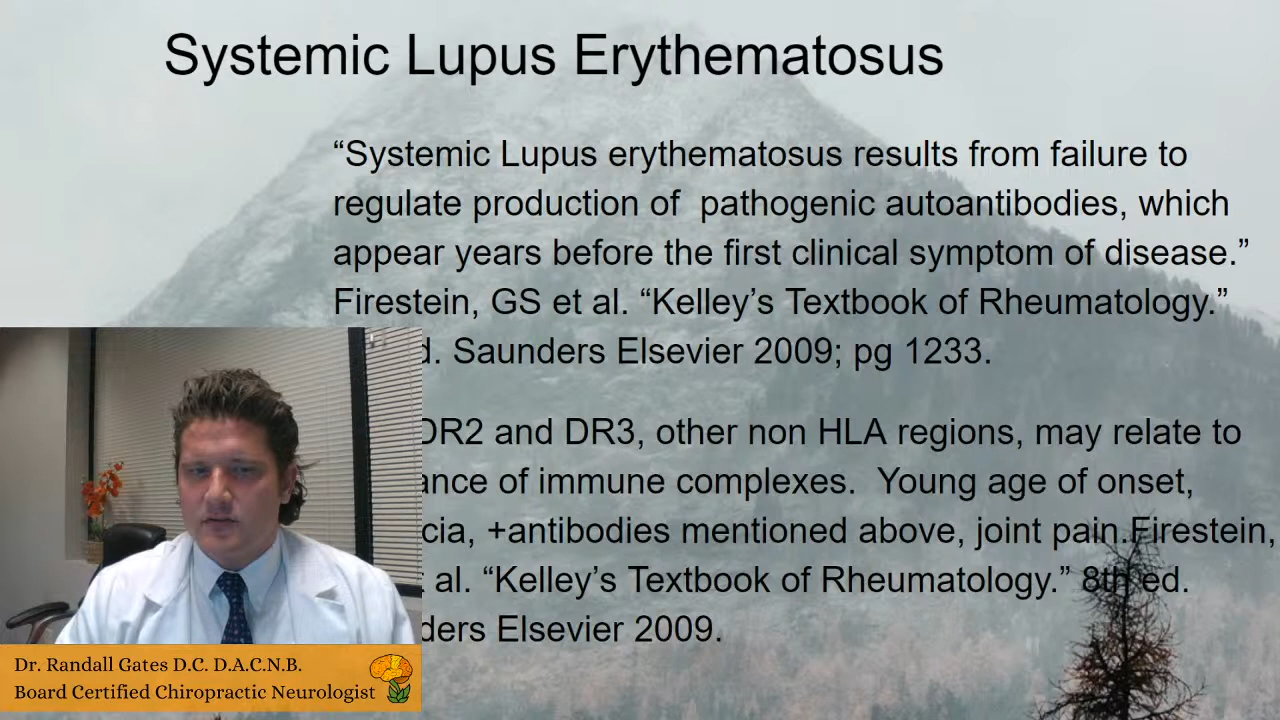 Systemic Lupus Erythematosus
“Systemic Lupus erythematosus results from failure to
regulate production of  pathogenic autoantibodies, which
appear years before the first clinical symptom of disease.”
Firestein, GS et al. “Kelley’s Textbook of Rheumatology.”
d. Saunders Elsevier 2009; pg 1233.
DR2 and DR3, other non HLA regions, may relate to
ance of immune complexes.  Young age of onset,
cia, +antibodies mentioned above, joint pain.Firestein,
al. “Kelley’s Textbook of Rheumatology.” 8th ed.
ders Elsevier 2009.
Dr. Randall Gates D.C. D.A.C.N.B.
Board Certified Chiropractic Neurologist